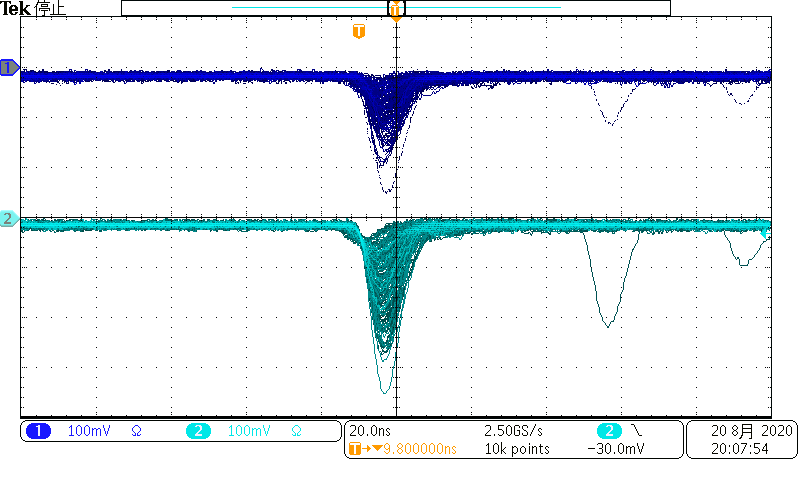 Tek 停止
T
T
1
2
1 100mV Ω 2 100mV Ω
20.0ns 2.50GS/s 2 20 8月 2020
T→▼9.800000ns 10k points −30.0mV 20:07:54